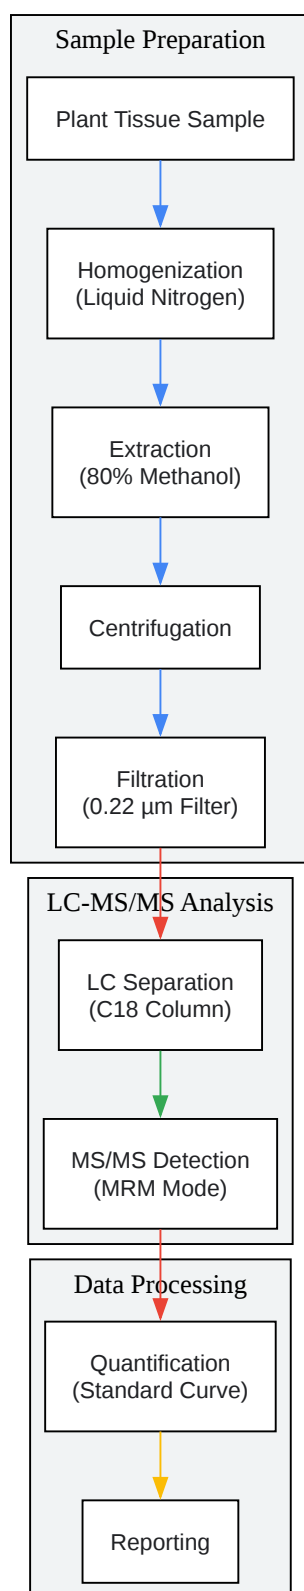 Sample Preparation
Plant Tissue Sample
Homogenization
(Liquid Nitrogen)
Extraction
(80% Methanol)
Centrifugation
Filtration
(0.22 µm Filter)
LC-MS/MS Analysis
LC Separation
(C18 Column)
MS/MS Detection
(MRM Mode)
Data Processing
Quantification
(Standard Curve)
Reporting